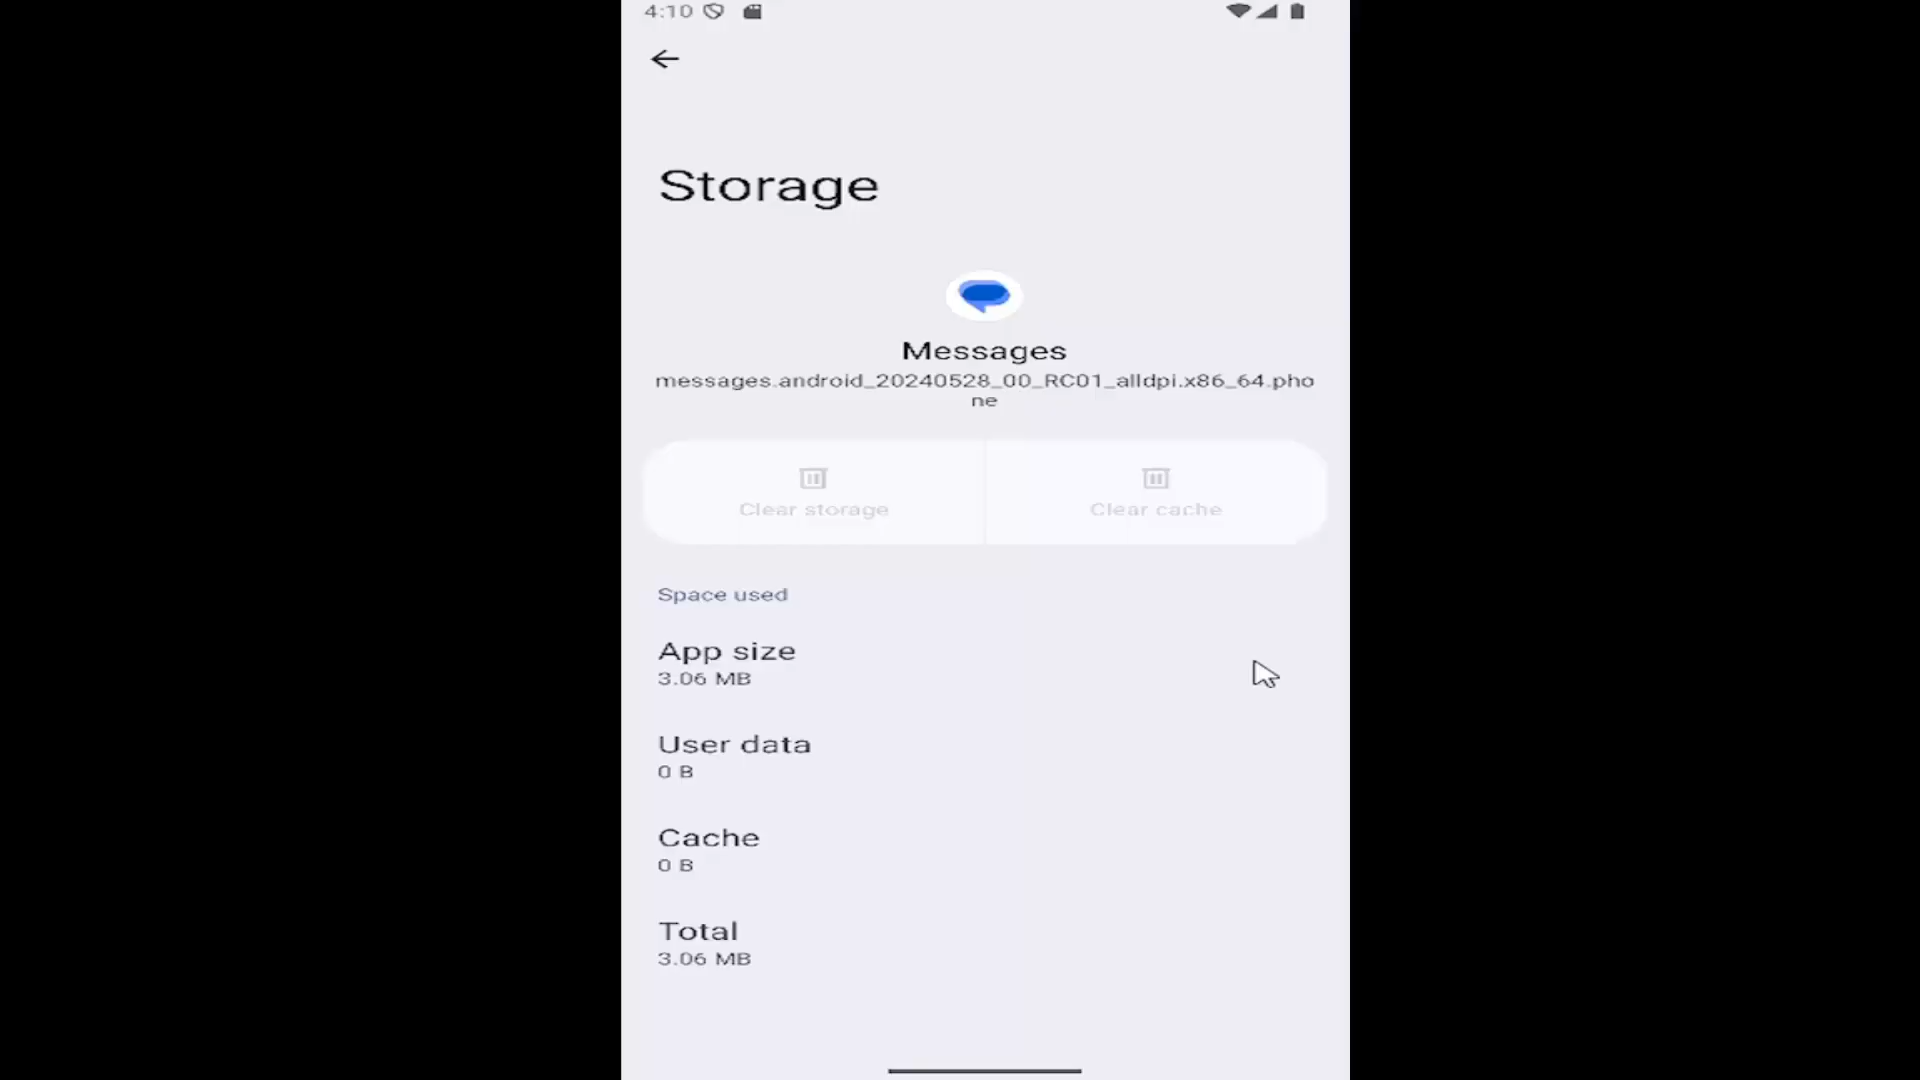 4:10
Storage
Messages
messages.android_20240528_00_RC01_alldpi.x86_64.pho
ne
Clear storage
Clear cache
Space used
App size
3.06 MB
User data
0 B
Cache
0 B
Total
3.06 MB